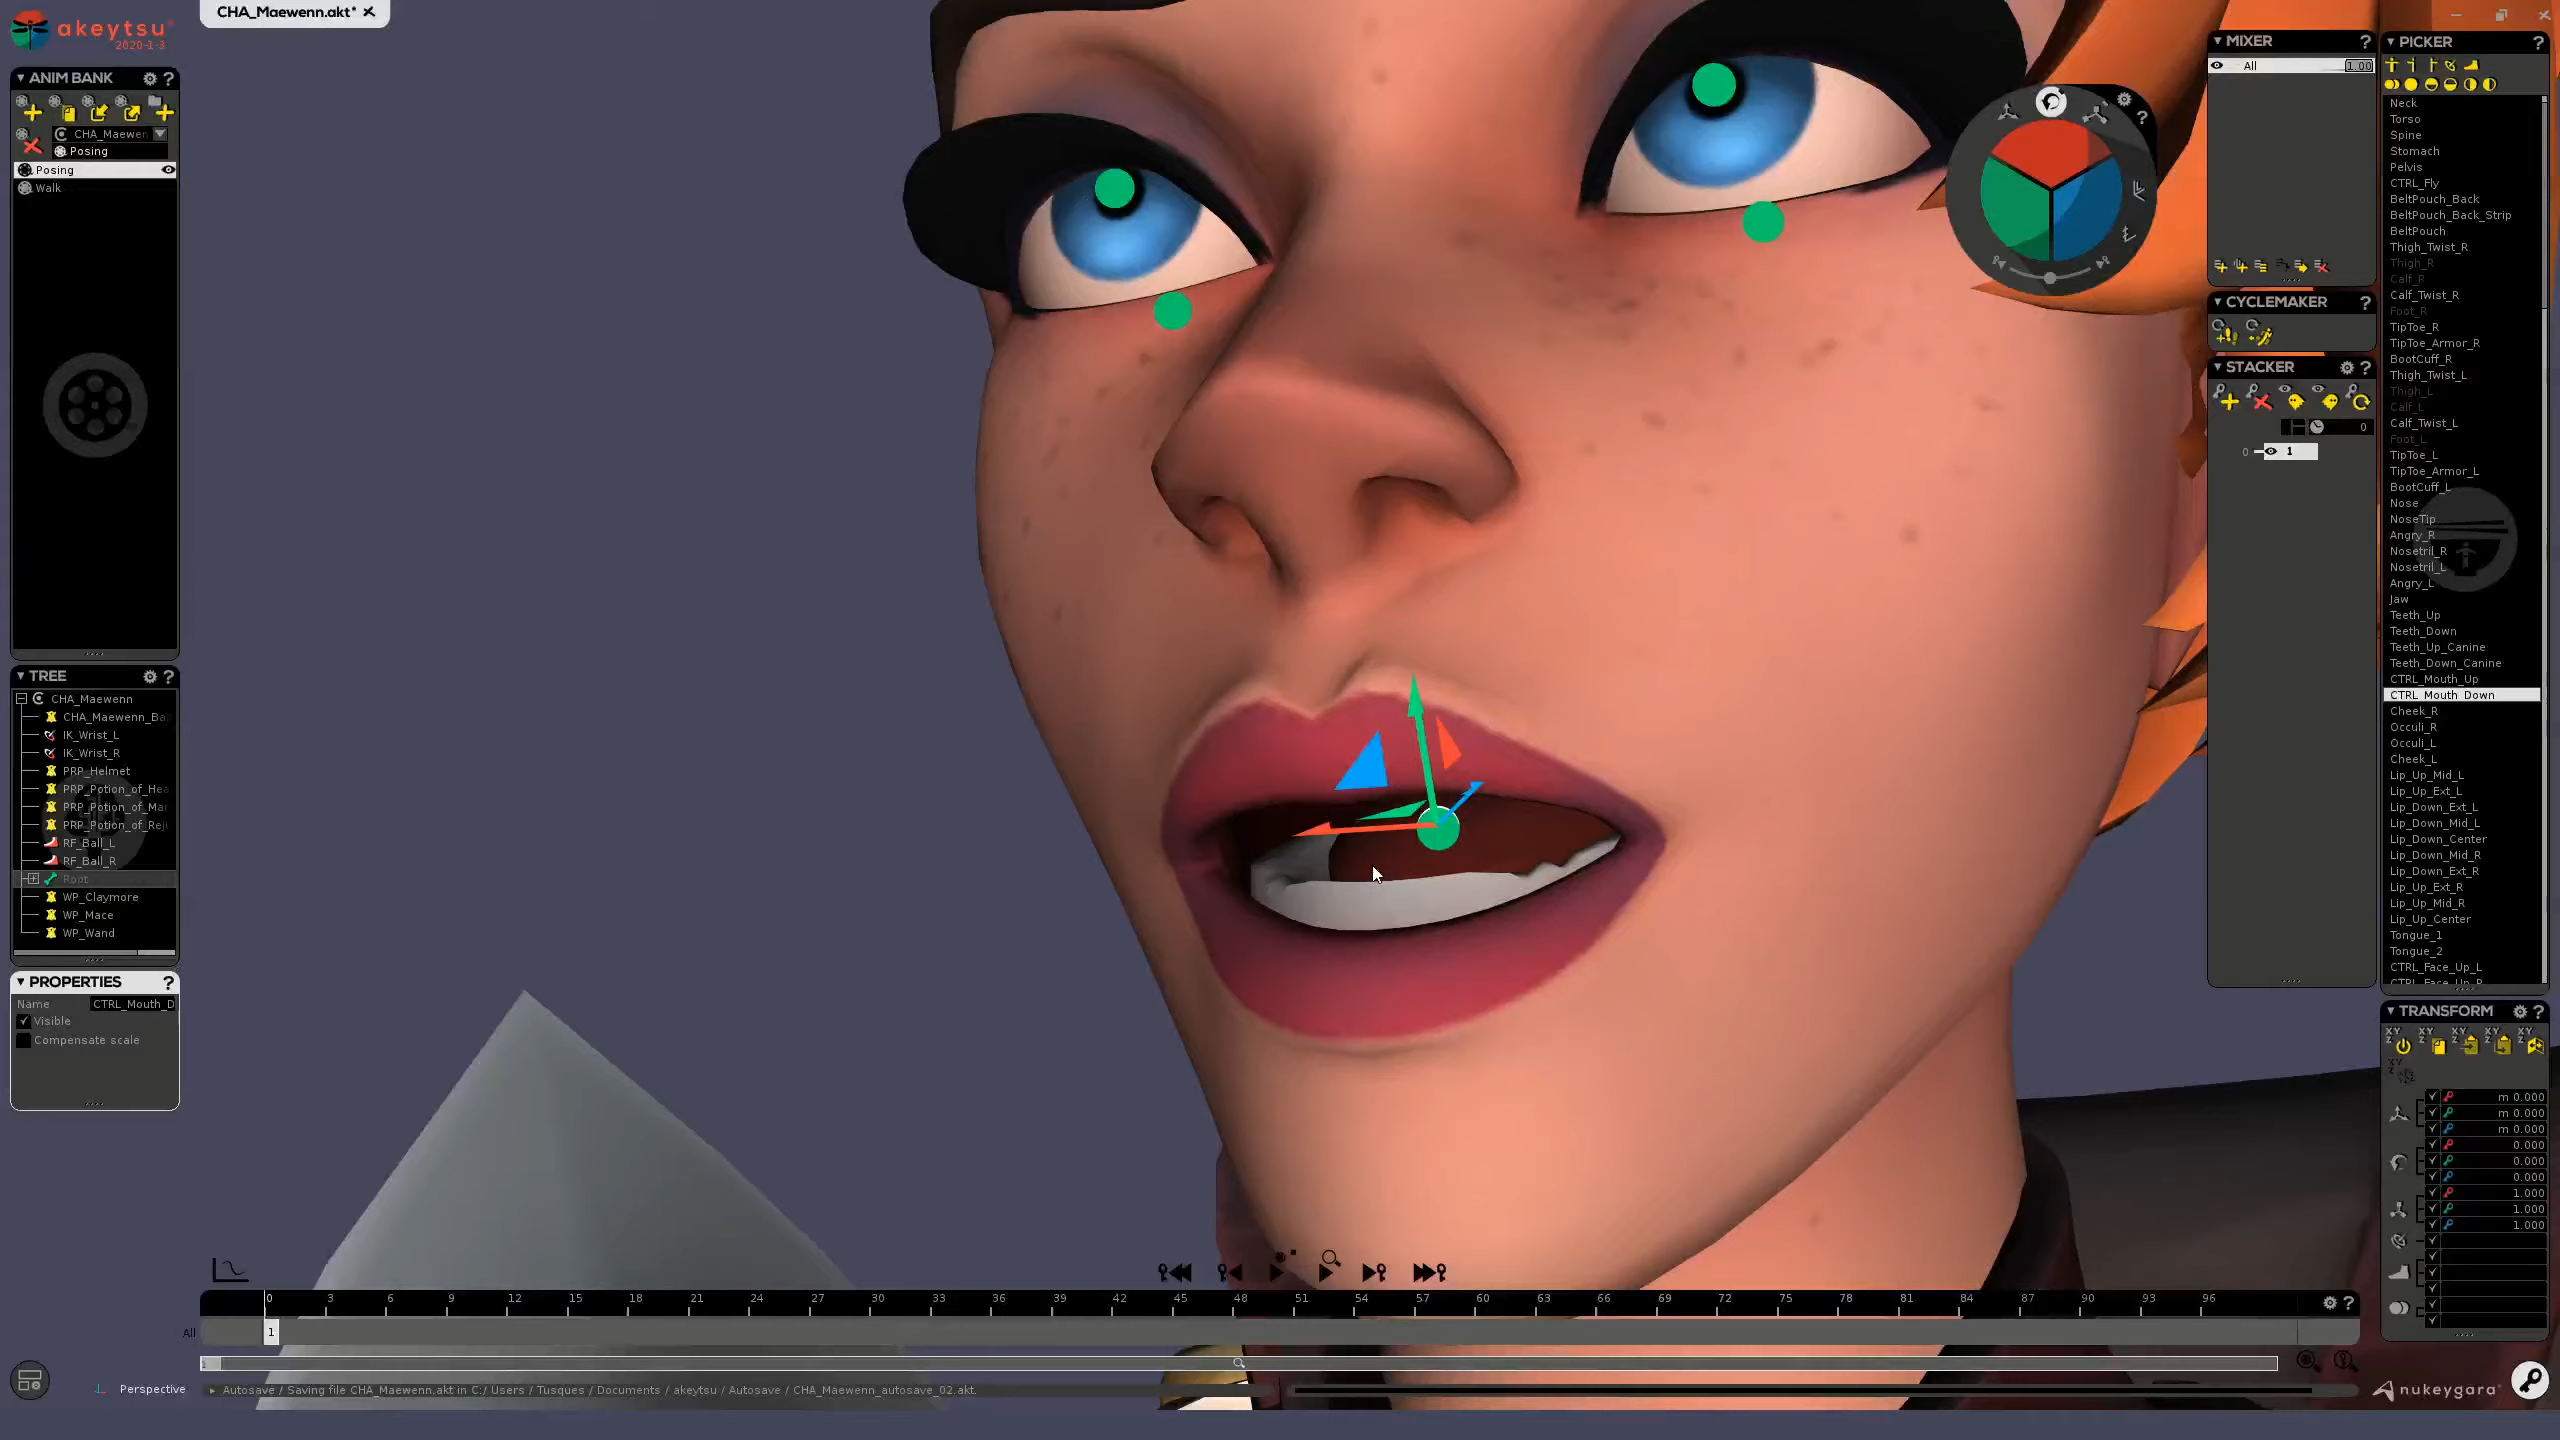 CHA_Maewenn.akt*
akeytsu
2020-1-3
ANIM BANK ?
CHA_Maewen
Posing
Posing
Walk
TREE ?
CHA_Maewenn
CHA_Maewenn_Ba
IK_Wrist_L
IK_Wrist_R
PRP_Helmet
PRP_Potion_of_Hea
PRP_Potion_of_Man
PRP_Potion_of_Reju
RF_Ball_L
RF_Ball_R
Root
WP_Claymore
WP_Mace
WP_Wand
PROPERTIES ?
Name CTRL_Mouth_D
Visible
Compensate scale
MIXER ?
All 1.00
CYCLEMAKER ?
STACKER ?
0
0 1
PICKER ?
Neck
Torso
Spine
Stomach
Pelvis
CTRL_Fly
BeltPouch_Back
BeltPouch_Back_Strip
BeltPouch
Thigh_Twist_R
Thigh_R
Calf_R
Calf_Twist_R
Foot_R
TipToe_R
TipToe_Armor_R
BootCuff_R
Thigh_Twist_L
Thigh_L
Calf_L
Calf_Twist_L
Foot_L
TipToe_L
TipToe_Armor_L
BootCuff_L
Nose
NoseTip
Angry_R
Nosetril_R
Nosetril_L
Angry_L
Jaw
Teeth_Up
Teeth_Down
Teeth_Up_Canine
Teeth_Down_Canine
CTRL_Mouth_Up
CTRL_Mouth_Down
Cheek_R
Occuli_R
Occuli_L
Cheek_L
Lip_Up_Mid_L
Lip_Up_Ext_L
Lip_Down_Ext_L
Lip_Down_Mid_L
Lip_Down_Center
Lip_Down_Mid_R
Lip_Down_Ext_R
Lip_Up_Ext_R
Lip_Up_Mid_R
Lip_Up_Center
Tongue_1
Tongue_2
CTRL_Face_Up_L
CTRL_Face_Up_R
TRANSFORM ?
m 0.000
m 0.000
m 0.000
0.000
0.000
0.000
1.000
1.000
1.000
0 3 6 9 12 15 18 21 24 27 30 33 36 39 42 45 48 51 54 57 60 63 66 69 72 75 78 81 84 87 90 93 96 ?
All 1
Perspective
Autosave / Saving file CHA_Maewenn.akt in C:/ Users / Tusques / Documents / akeytsu / Autosave / CHA_Maewenn_autosave_02.akt.
nukeygara